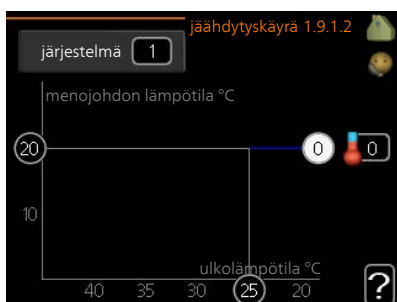 jäähdytyskäyrä 1.9.1.2
järjestelmä 1
menojohdon lämpötila °C
20 0 0
10
ulkolämpötila °C
40 35 30 25 20
?